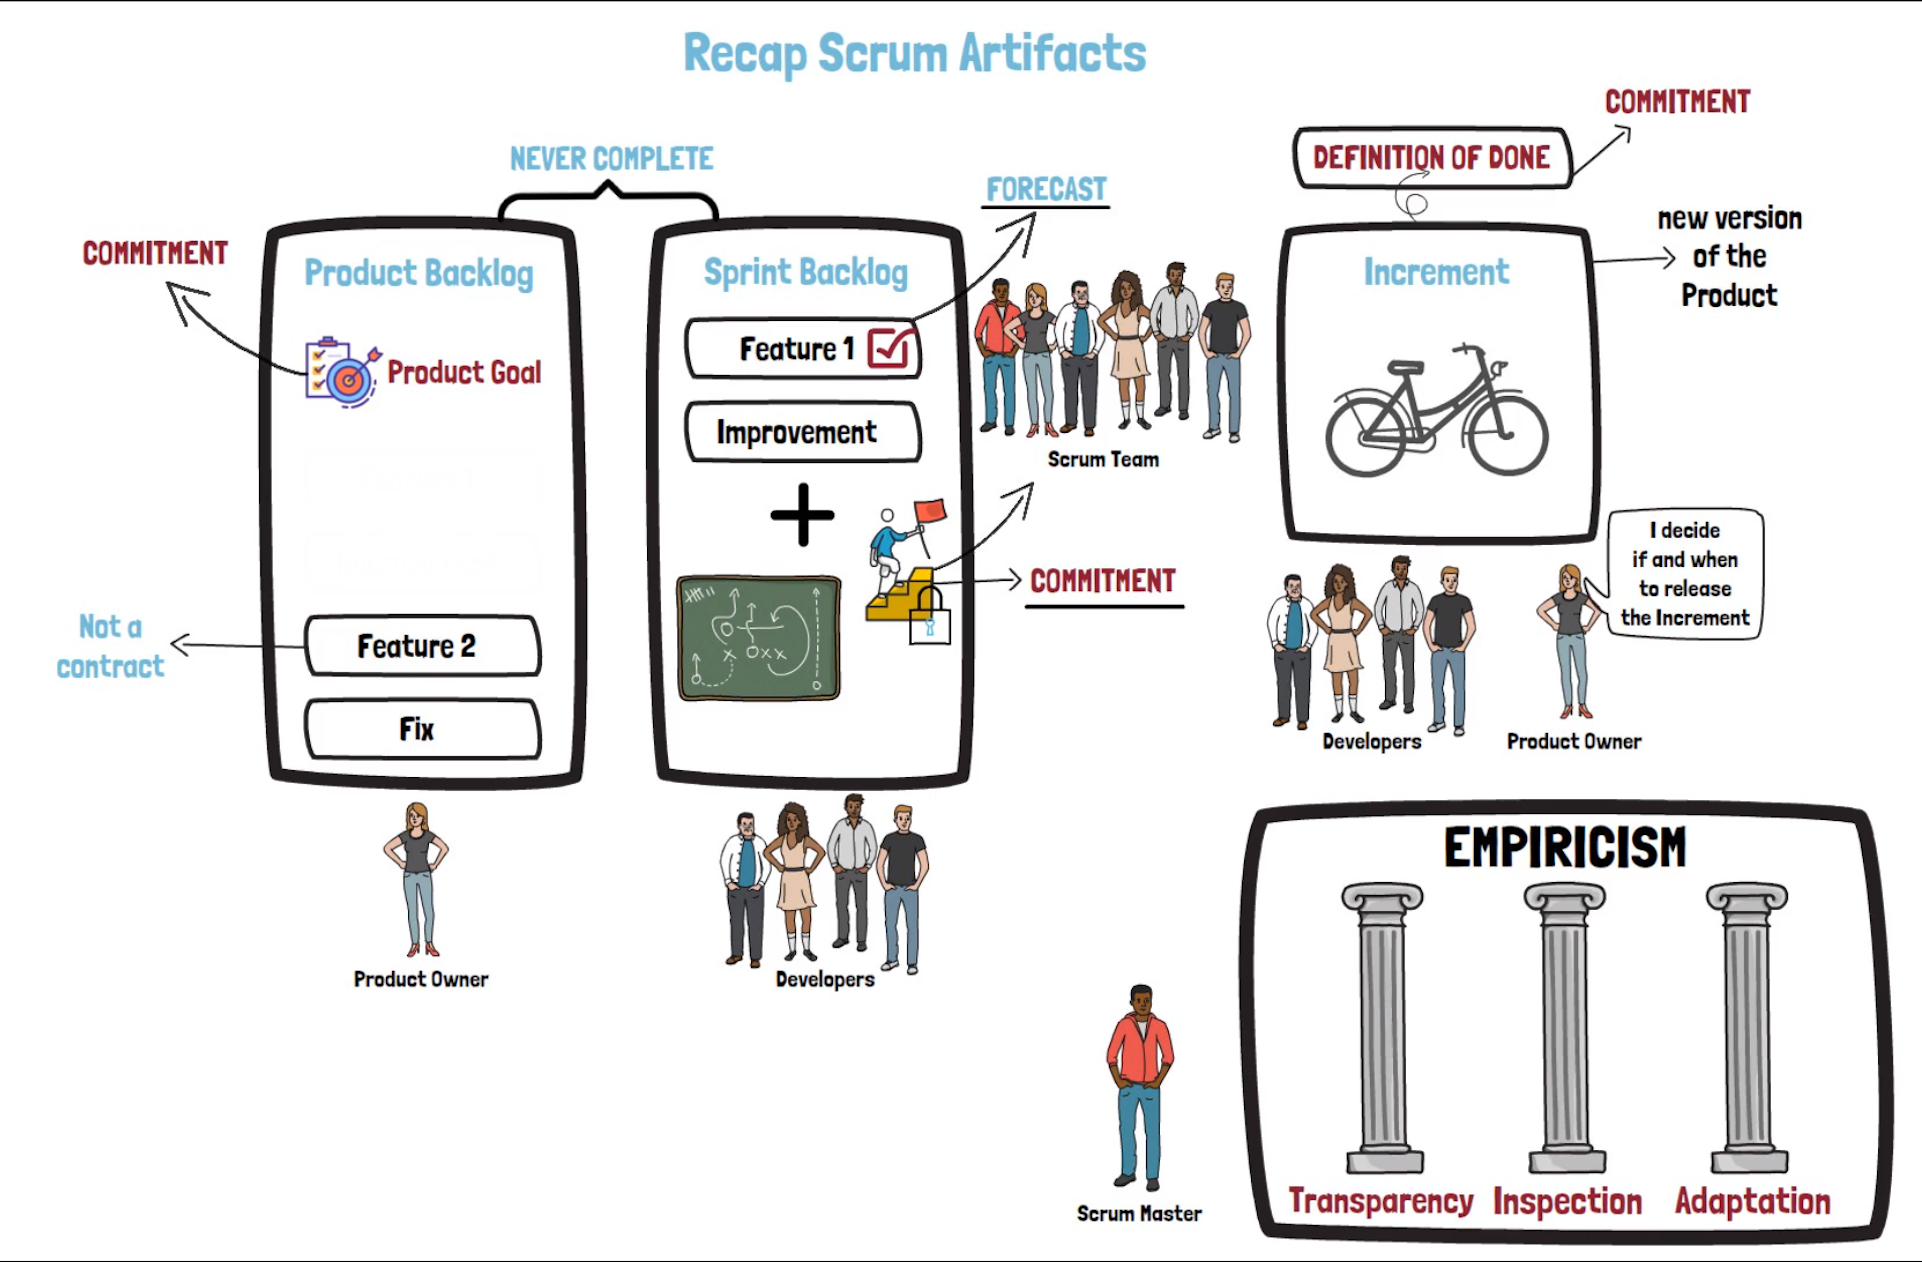 Recap Scrum Artifacts
COMMITMENT
NEVER COMPLETE
Product Backlog
Product Goal
Not a
contract
Feature 2
Fix
Product Owner
Sprint Backlog
FORECAST
Feature 1
Improvement
COMMITMENT
Developers
Scrum Team
COMMITMENT
DEFINITION OF DONE
Increment
new version
of the
Product
I decide
if and when
to release
the Increment
Developers
Product Owner
Scrum Master
EMPIRICISM
Transparency
Inspection
Adaptation